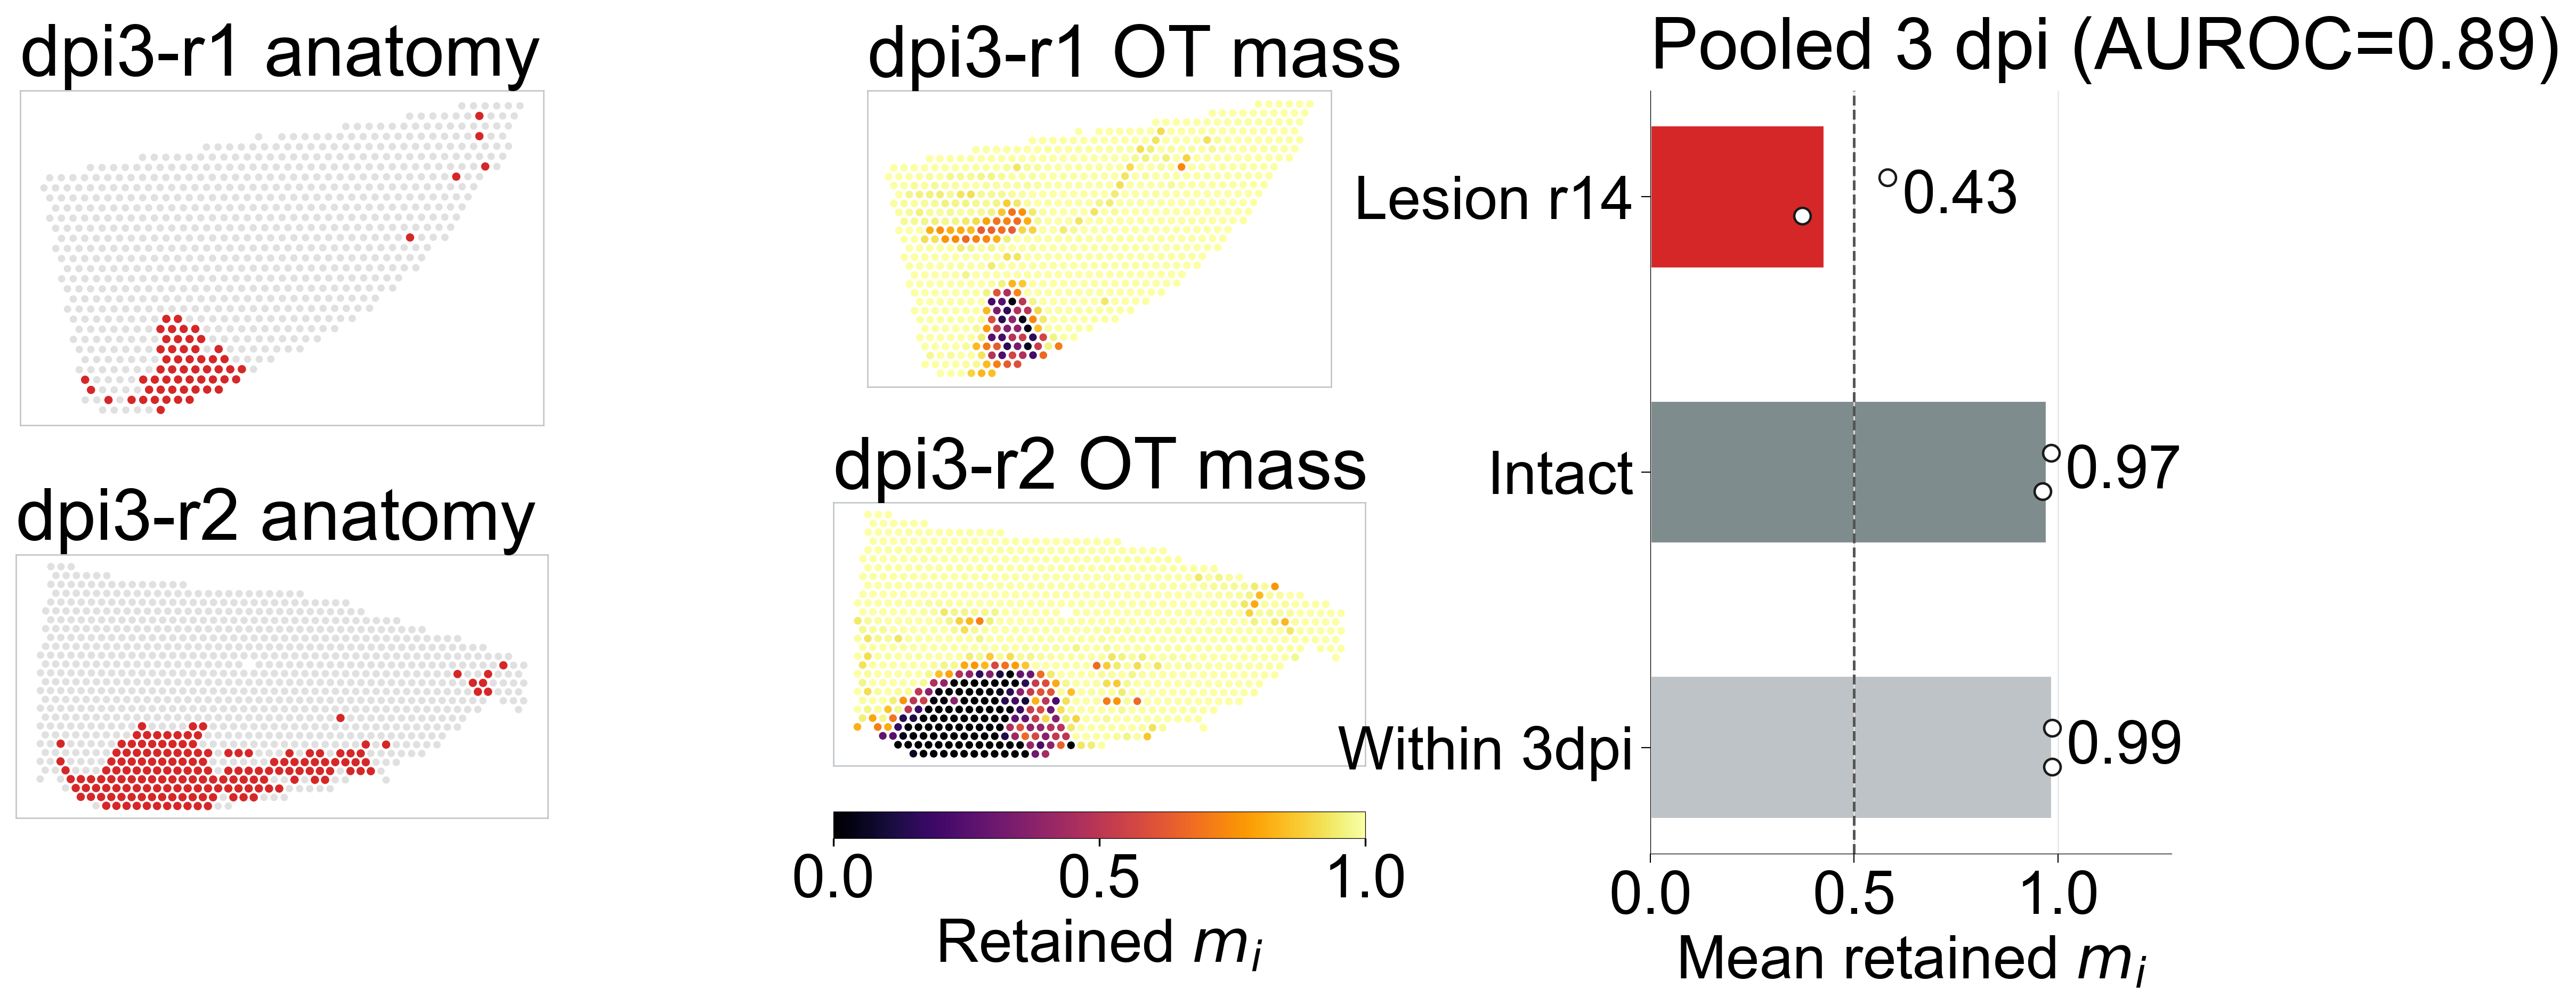 dpi3-r1 anatomy
dpi3-r2 anatomy
dpi3-r1 OT mass
dpi3-r2 OT mass
0.0 0.5 1.0
Retained m_i
Pooled 3 dpi (AUROC=0.89)
Lesion r14 0.43
Intact 0.97
Within 3dpi 0.99
0.0 0.5 1.0
Mean retained m_i